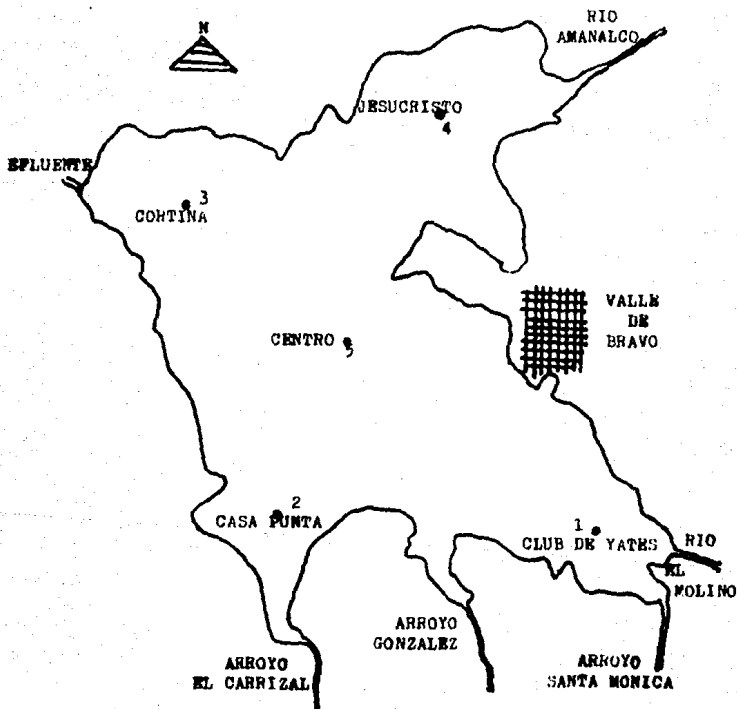 N
RIO
AMANALCO
JESUCRISTO
4
EFLUENTE
3
CORTINA
VALLE
DE
BRAVO
CENTRO
5
2
CASA PUNTA
1
CLUB DE YATES
RIO
EL
MOLINO
ARROYO
GONZALEZ
ARROYO
EL CARRIZAL
ARROYO
SANTA MONICA